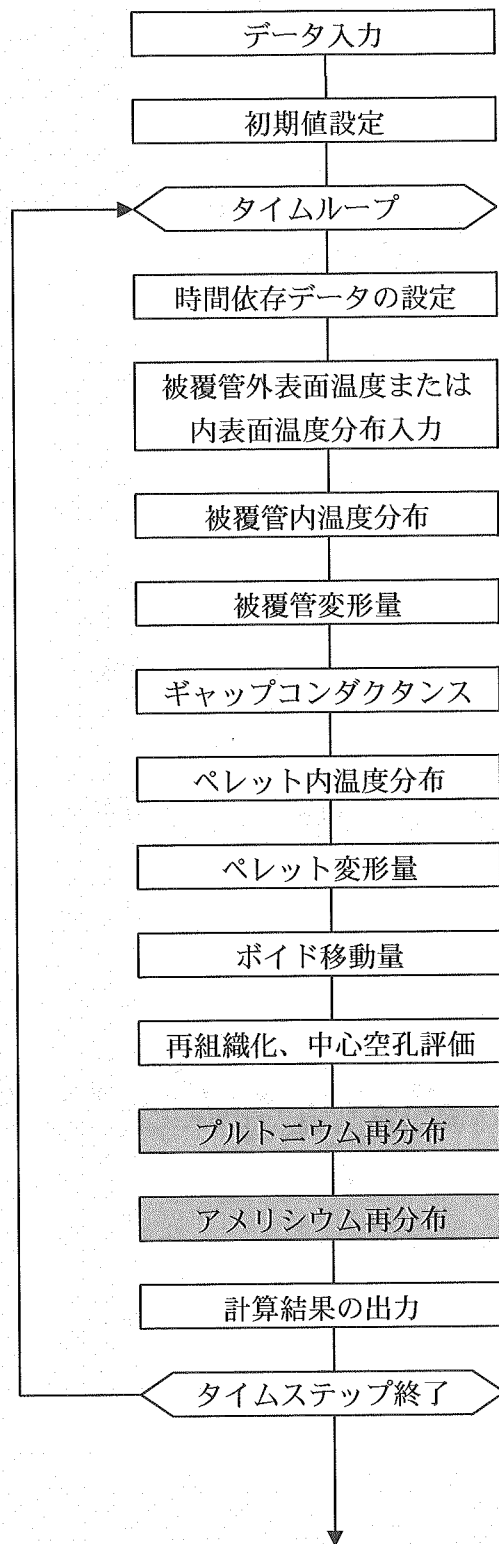 データ入力
初期値設定
タイムループ
時間依存データの設定
被覆管外表面温度または
内表面温度分布入力
被覆管内温度分布
被覆管変形量
ギャップコンダクタンス
ペレット内温度分布
ペレット変形量
ボイド移動量
再組織化、中心空孔評価
プルトニウム再分布
アメリシウム再分布
計算結果の出力
タイムステップ終了